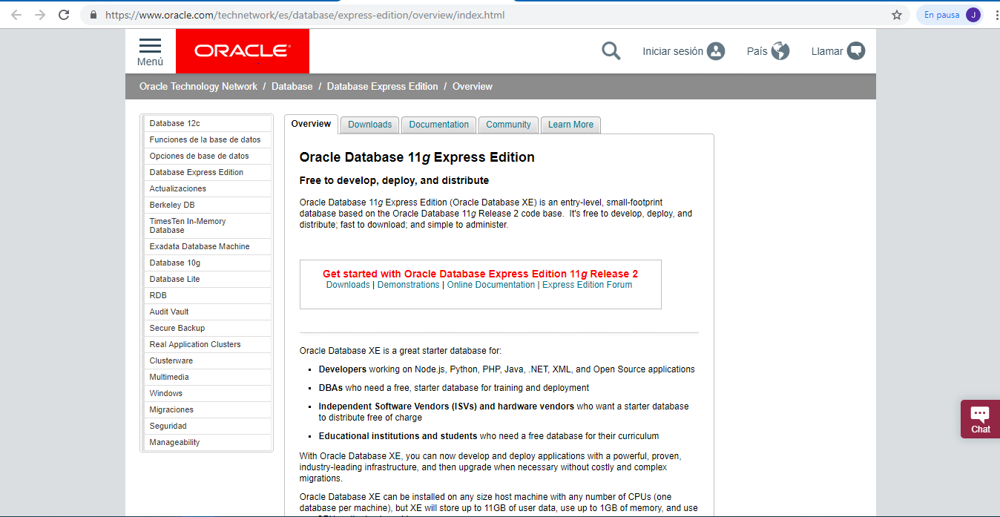 https://www.oracle.com/technetwork/es/database/express-edition/overview/index.html
En pausa J
Menú
ORACLE
Iniciar sesión
País
Llamar
Oracle Technology Network / Database / Database Express Edition / Overview
Database 12c
Funciones de la base de datos
Opciones de base de datos
Database Express Edition
Actualizaciones
Berkeley DB
TimesTen In-Memory
Database
Exadata Database Machine
Database 10g
Database Lite
RDB
Audit Vault
Secure Backup
Real Application Clusters
Clusterware
Multimedia
Windows
Migraciones
Seguridad
Manageability
Overview Downloads Documentation Community Learn More
Oracle Database 11g Express Edition
Free to develop, deploy, and distribute
Oracle Database 11g Express Edition (Oracle Database XE) is an entry-level, small-footprint
database based on the Oracle Database 11g Release 2 code base.  It's free to develop, deploy, and
distribute; fast to download; and simple to administer.
Get started with Oracle Database Express Edition 11g Release 2
Downloads | Demonstrations | Online Documentation | Express Edition Forum
Oracle Database XE is a great starter database for:
▪ Developers working on Node.js, Python, PHP, Java, .NET, XML, and Open Source applications
▪ DBAs who need a free, starter database for training and deployment
▪ Independent Software Vendors (ISVs) and hardware vendors who want a starter database
to distribute free of charge
▪ Educational institutions and students who need a free database for their curriculum
With Oracle Database XE, you can now develop and deploy applications with a powerful, proven,
industry-leading infrastructure, and then upgrade when necessary without costly and complex
migrations.
Oracle Database XE can be installed on any size host machine with any number of CPUs (one
database per machine), but XE will store up to 11GB of user data, use up to 1GB of memory, and use
Chat